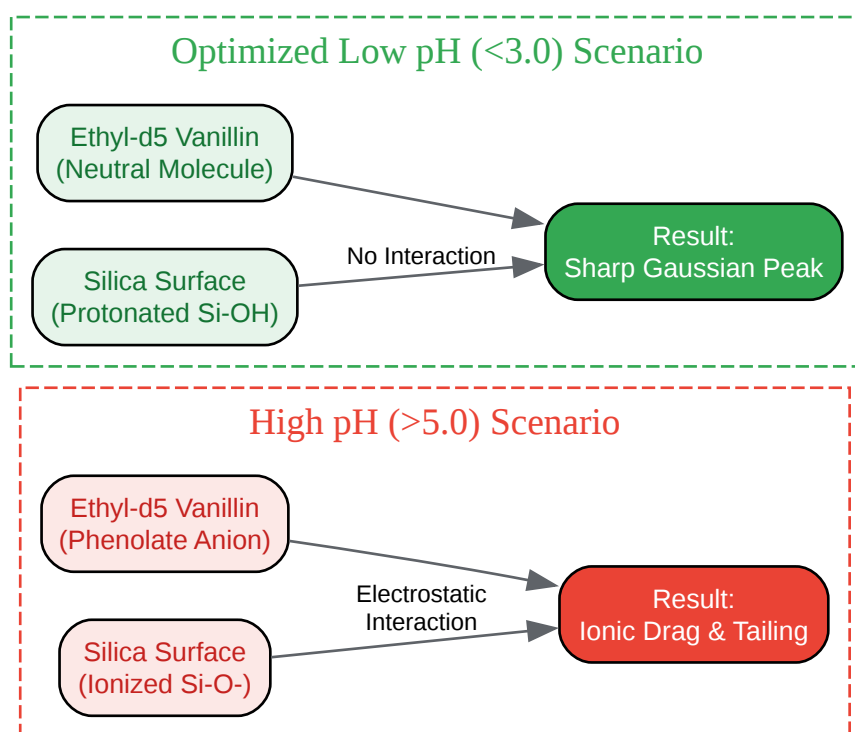 Optimized Low pH (<3.0) Scenario
Ethyl-d5 Vanillin
(Neutral Molecule)
No Interaction
Silica Surface
(Protonated Si-OH)
Result:
Sharp Gaussian Peak
High pH (>5.0) Scenario
Ethyl-d5 Vanillin
(Phenolate Anion)
Electrostatic
Interaction
Silica Surface
(Ionized Si-O-)
Result:
Ionic Drag & Tailing